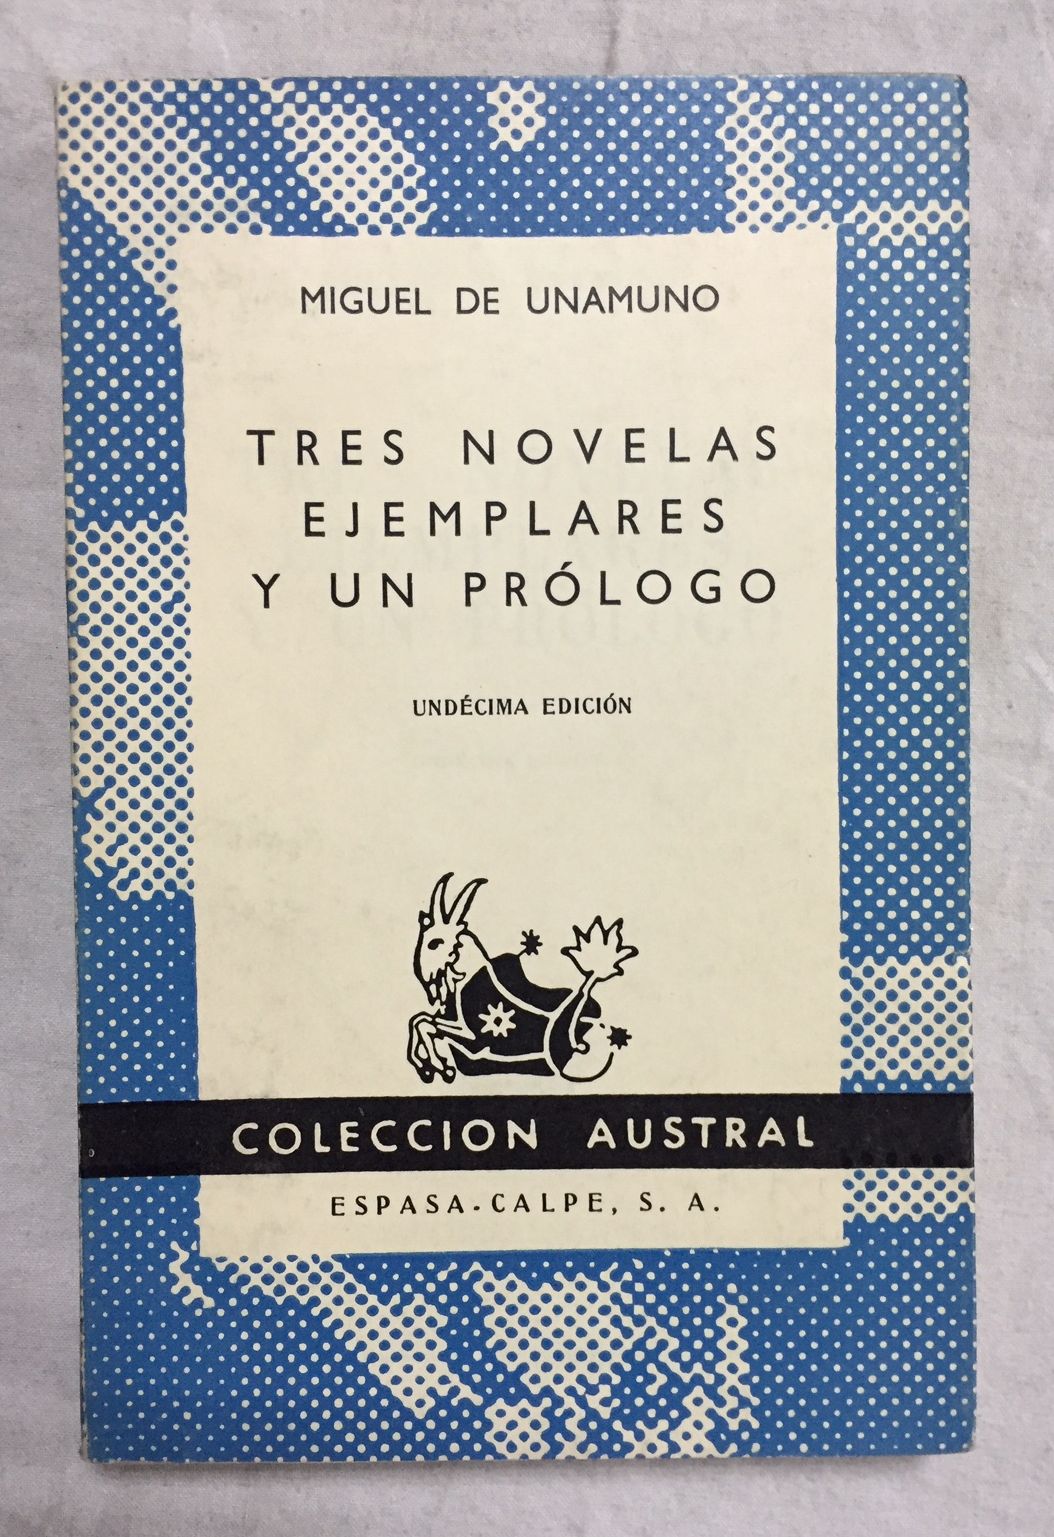 MIGUEL DE UNAMUNO
TRES NOVELAS
EJEMPLARES
Y UN PRÓLOGO
UNDÉCIMA EDICIÓN
COLECCION AUSTRAL
ESPASA-CALPE, S. A.